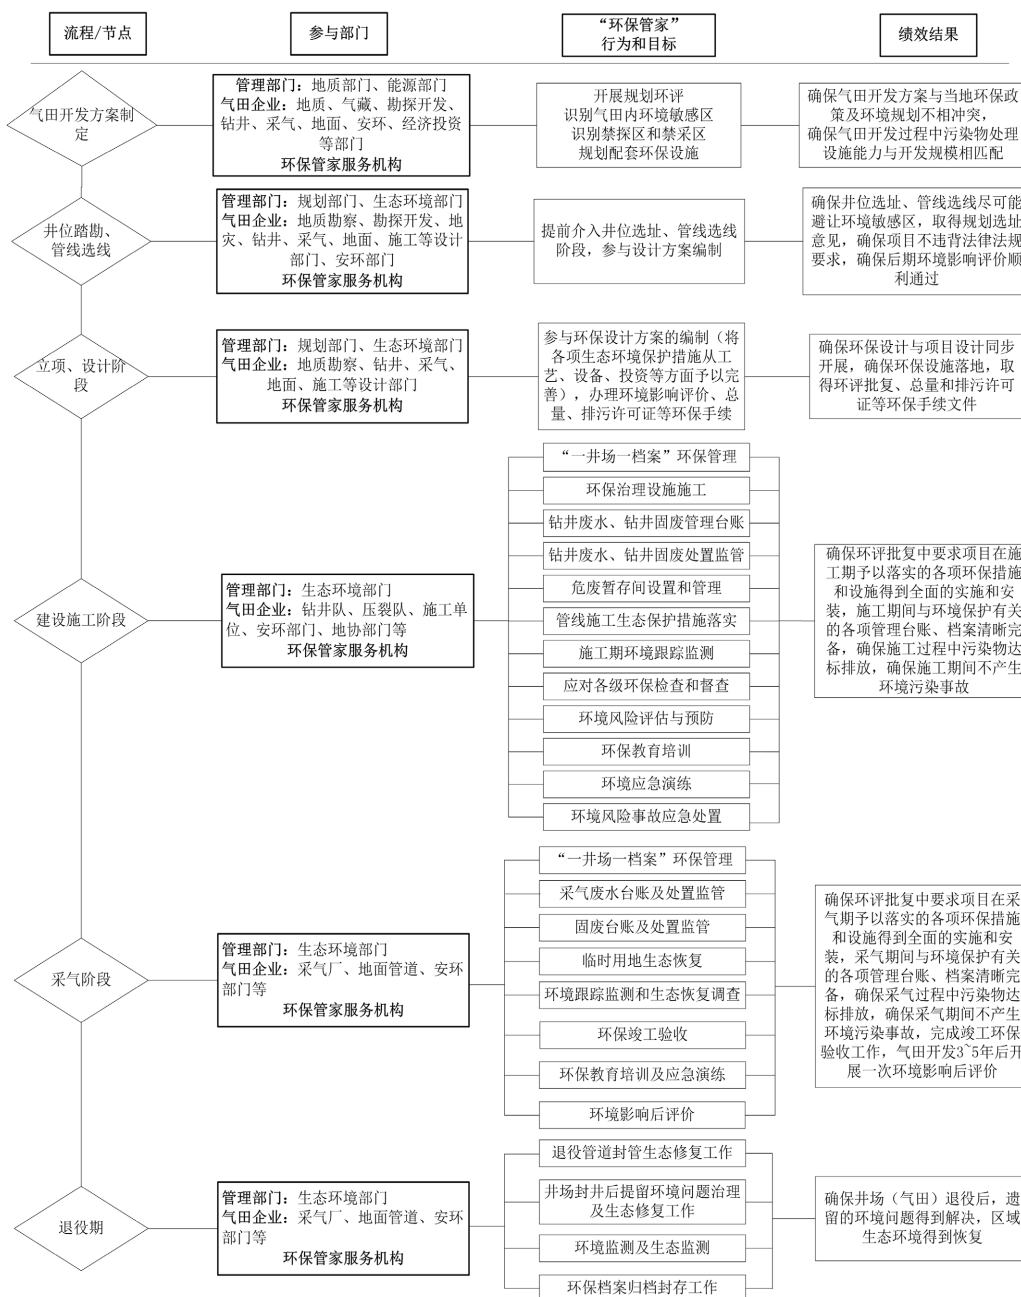 流程/节点
参与部门
“环保管家”
行为和目标
绩效结果
气田开发方案制
定
管理部门：地质部门、能源部门
气田企业：地质、气藏、勘探开发、
钻井、采气、地面、安环、经济投资
等部门
环保管家服务机构
开展规划环评
识别气田内环境敏感区
识别禁探区和禁采区
规划配套环保设施
确保气田开发方案与当地环保政
策及环境规划不相冲突，
确保气田开发过程中污染物处理
设施能力与开发规模相匹配
井位踏勘、
管线选线
管理部门：规划部门、生态环境部门
气田企业：地质勘察、勘探开发、地
灾、钻井、采气、地面、施工等设计
部门、安环部门
环保管家服务机构
提前介入井位选址、管线选线
阶段，参与设计方案编制
确保井位选址、管线选线尽可能
避让环境敏感区，取得规划选址
意见，确保项目不违背法律法规
要求，确保后期环境影响评价顺
利通过
立项、设计阶
段
管理部门：规划部门、生态环境部门
气田企业：地质勘察、钻井、采气、
地面、施工等设计部门
环保管家服务机构
参与环保设计方案的编制（将
各项生态环境保护措施从工
艺、设备、投资等方面予以完
善），办理环境影响评价、总
量、排污许可证等环保手续
确保环保设计与项目设计同步
开展，确保环保设施落地，取
得环评批复、总量和排污许可
证等环保手续文件
建设施工阶段
管理部门：生态环境部门
气田企业：钻井队、压裂队、施工单
位、安环部门、地协部门等
环保管家服务机构
“一井场一档案”环保管理
环保治理设施施工
钻井废水、钻井固废管理台账
钻井废水、钻井固废处置监管
危废暂存间设置和管理
管线施工生态保护措施落实
施工期环境跟踪监测
应对各级环保检查和督查
环境风险评估与预防
环保教育培训
环境应急演练
环境风险事故应急处置
确保环评批复中要求项目在施
工期予以落实的各项环保措施
和设施得到全面的实施和安
装，施工期间与环境保护有关
的各项管理台账、档案清晰完
备，确保施工过程中污染物达
标排放，确保施工期间不产生
环境污染事故
采气阶段
管理部门：生态环境部门
气田企业：采气厂、地面管道、安环
部门等
环保管家服务机构
“一井场一档案”环保管理
采气废水台账及处置监管
固废台账及处置监管
临时用地生态恢复
环境跟踪监测和生态恢复调查
环保竣工验收
环保教育培训及应急演练
环境影响后评价
确保环评批复中要求项目在采
气期予以落实的各项环保措施
和设施得到全面的实施和安
装，采气期间与环境保护有关
的各项管理台账、档案清晰完
备，确保采气过程中污染物达
标排放，确保采气期间不产生
环境污染事故，完成竣工环保
验收工作，气田开发3~5年后开
展一次环境影响后评价
退役期
管理部门：生态环境部门
气田企业：采气厂、地面管道、安环
部门等
环保管家服务机构
退役管道封管生态修复工作
井场封井后提留环境问题治理
及生态修复工作
环境监测及生态监测
环保档案归档封存工作
确保井场（气田）退役后，遗
留的环境问题得到解决，区域
生态环境得到恢复